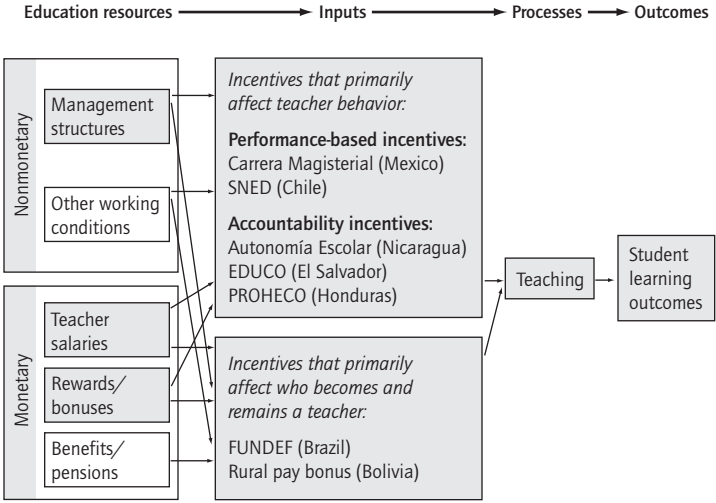 Education resources
Inputs
Processes
Outcomes
Nonmonetary
Management
structures
Other working
conditions
Monetary
Teacher
salaries
Rewards/
bonuses
Benefits/
pensions
Incentives that primarily
affect teacher behavior:
Performance-based incentives:
Carrera Magisterial (Mexico)
SNED (Chile)
Accountability incentives:
Autonomía Escolar (Nicaragua)
EDUCO (El Salvador)
PROHECO (Honduras)
Incentives that primarily
affect who becomes and
remains a teacher:
FUNDEF (Brazil)
Rural pay bonus (Bolivia)
Teaching
Student
learning
outcomes